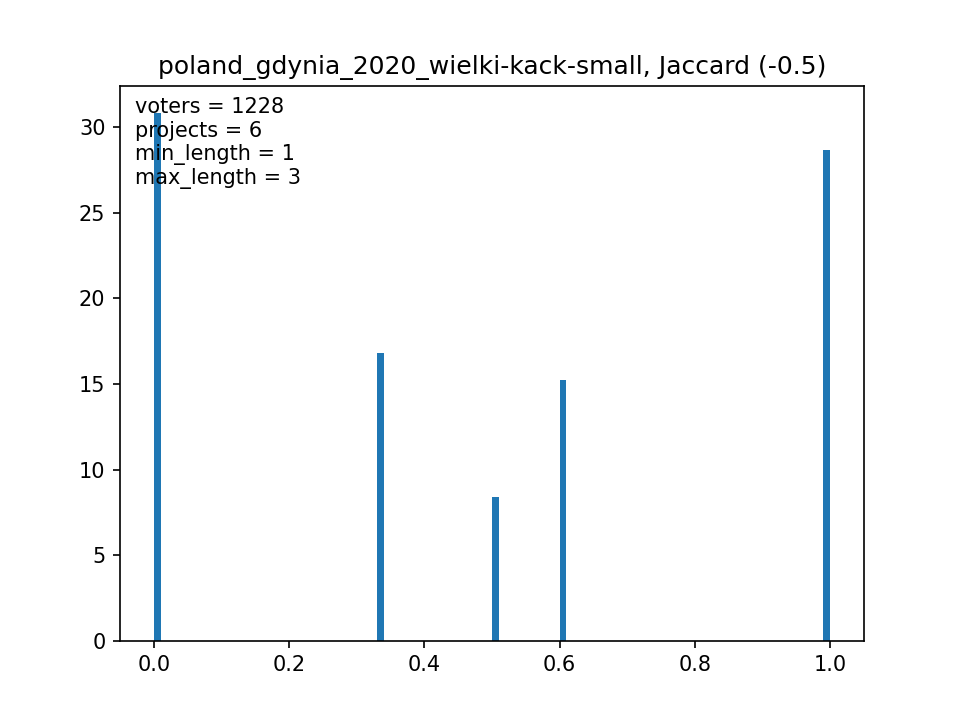 poland_gdynia_2020_wielki-kack-small, Jaccard (-0.5)
voters = 1228
projects = 6
min_length = 1
max_length = 3
30
25
20
15
10
5
0
0.0 0.2 0.4 0.6 0.8 1.0